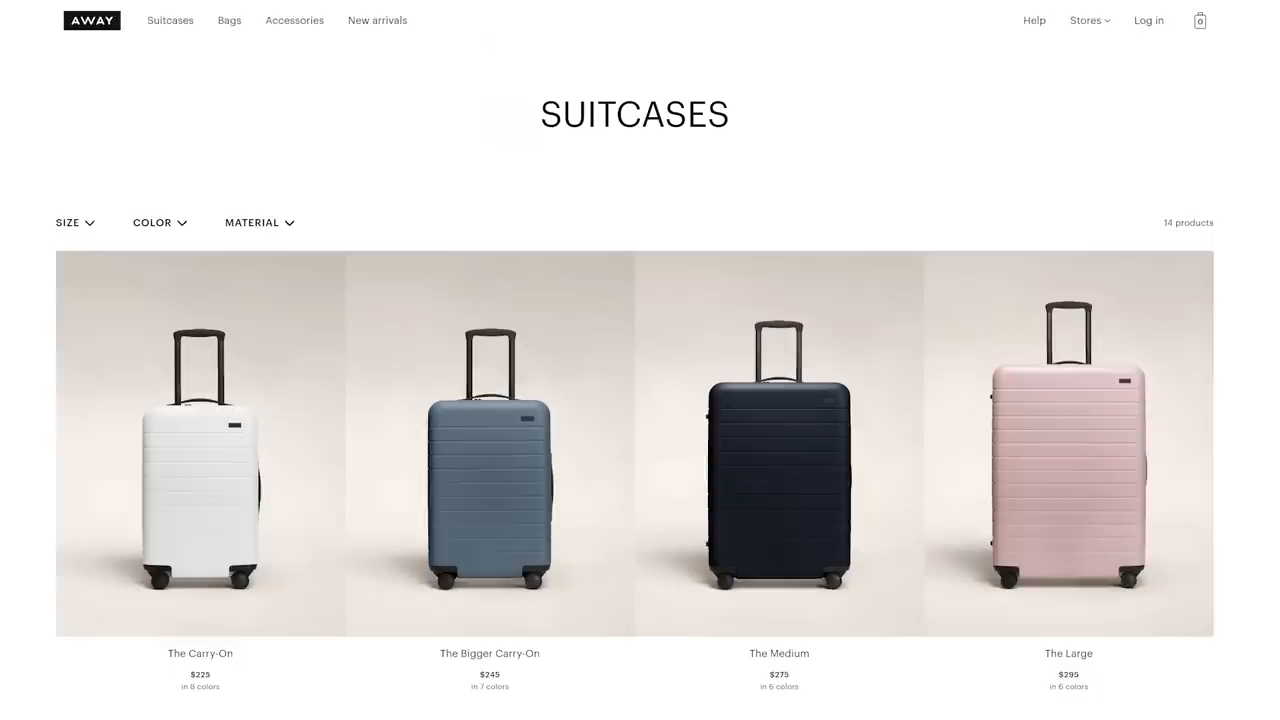 AWAY Suitcases Bags Accessories New arrivals Help Stores Log in 0
SUITCASES
SIZE COLOR MATERIAL 14 products
The Carry-On The Bigger Carry-On The Medium The Large
$225 $245 $275 $295
in 8 colors in 7 colors in 6 colors in 6 colors